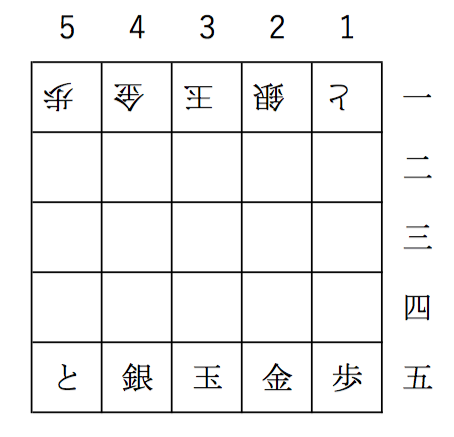 5 4 3 2 1
歩 金 王 銀 と 一
二
三
四
と 銀 玉 金 歩 五